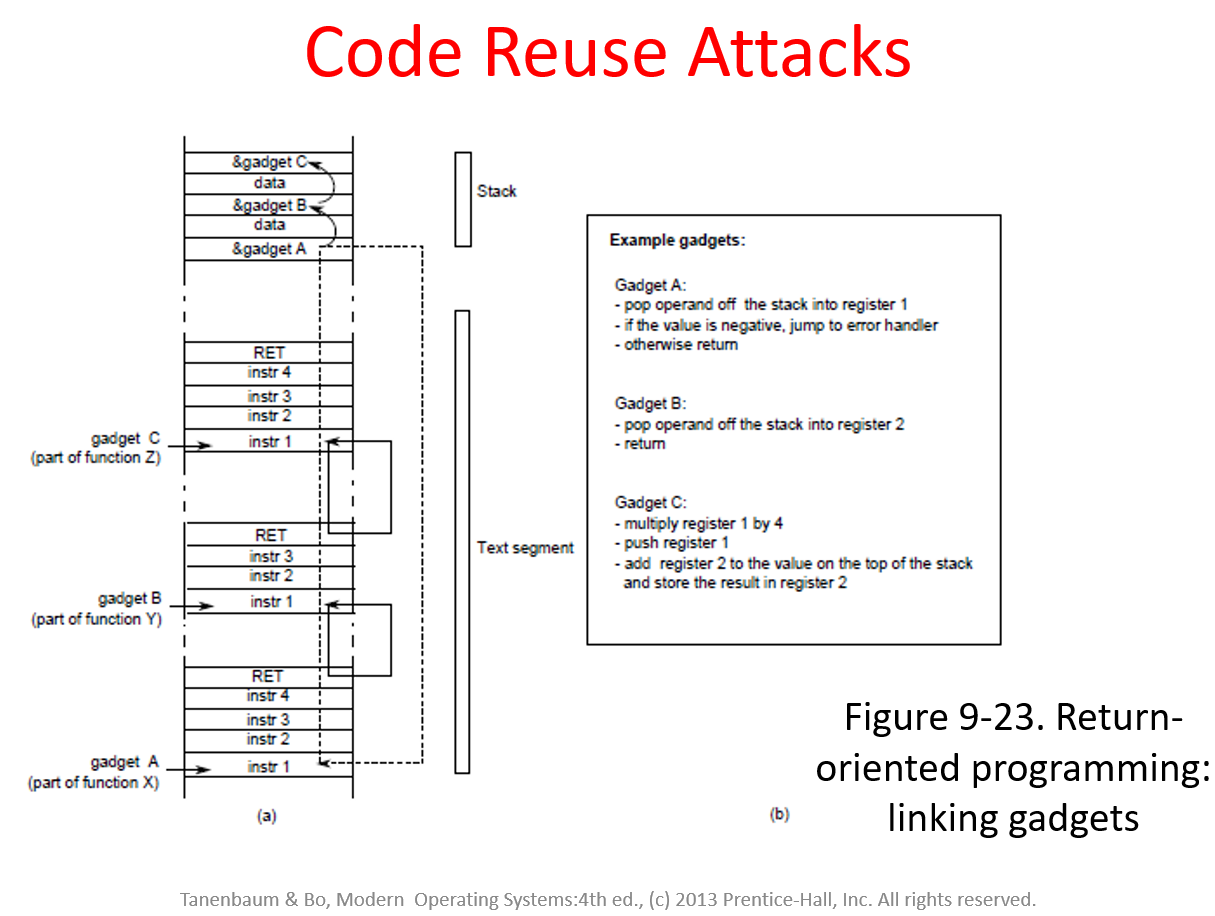 Code Reuse Attacks
&gadget C
data
&gadget B
data
&gadget A
Stack
RET
instr 4
instr 3
instr 2
instr 1
gadget C
(part of function Z)
RET
instr 3
instr 2
instr 1
gadget B
(part of function Y)
Text segment
RET
instr 4
instr 3
instr 2
instr 1
gadget A
(part of function X)
(a)
Example gadgets:
Gadget A:
- pop operand off the stack into register 1
- if the value is negative, jump to error handler
- otherwise return
Gadget B:
- pop operand off the stack into register 2
- return
Gadget C:
- multiply register 1 by 4
- push register 1
- add register 2 to the value on the top of the stack
and store the result in register 2
(b)
Figure 9-23. Return-
oriented programming:
linking gadgets
Tanenbaum & Bo, Modern Operating Systems:4th ed., (c) 2013 Prentice-Hall, Inc. All rights reserved.